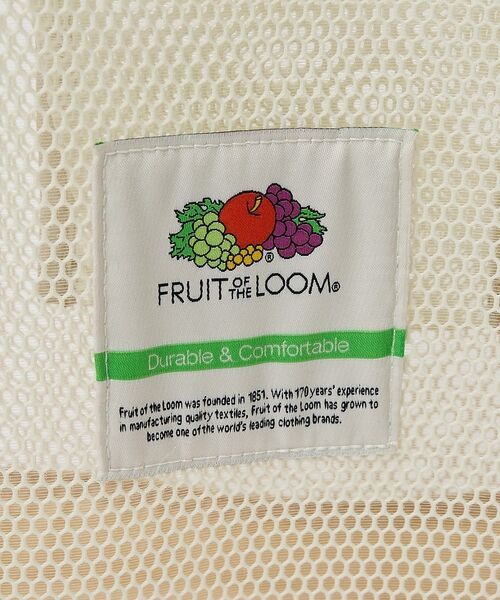 FRUIT OF THE LOOM®
Durable & Comfortable
Fruit of the Loom was founded in 1851. With 170 years' experience
in manufacturing quality textiles, Fruit of the Loom has grown to
become one of the world's leading clothing brands.